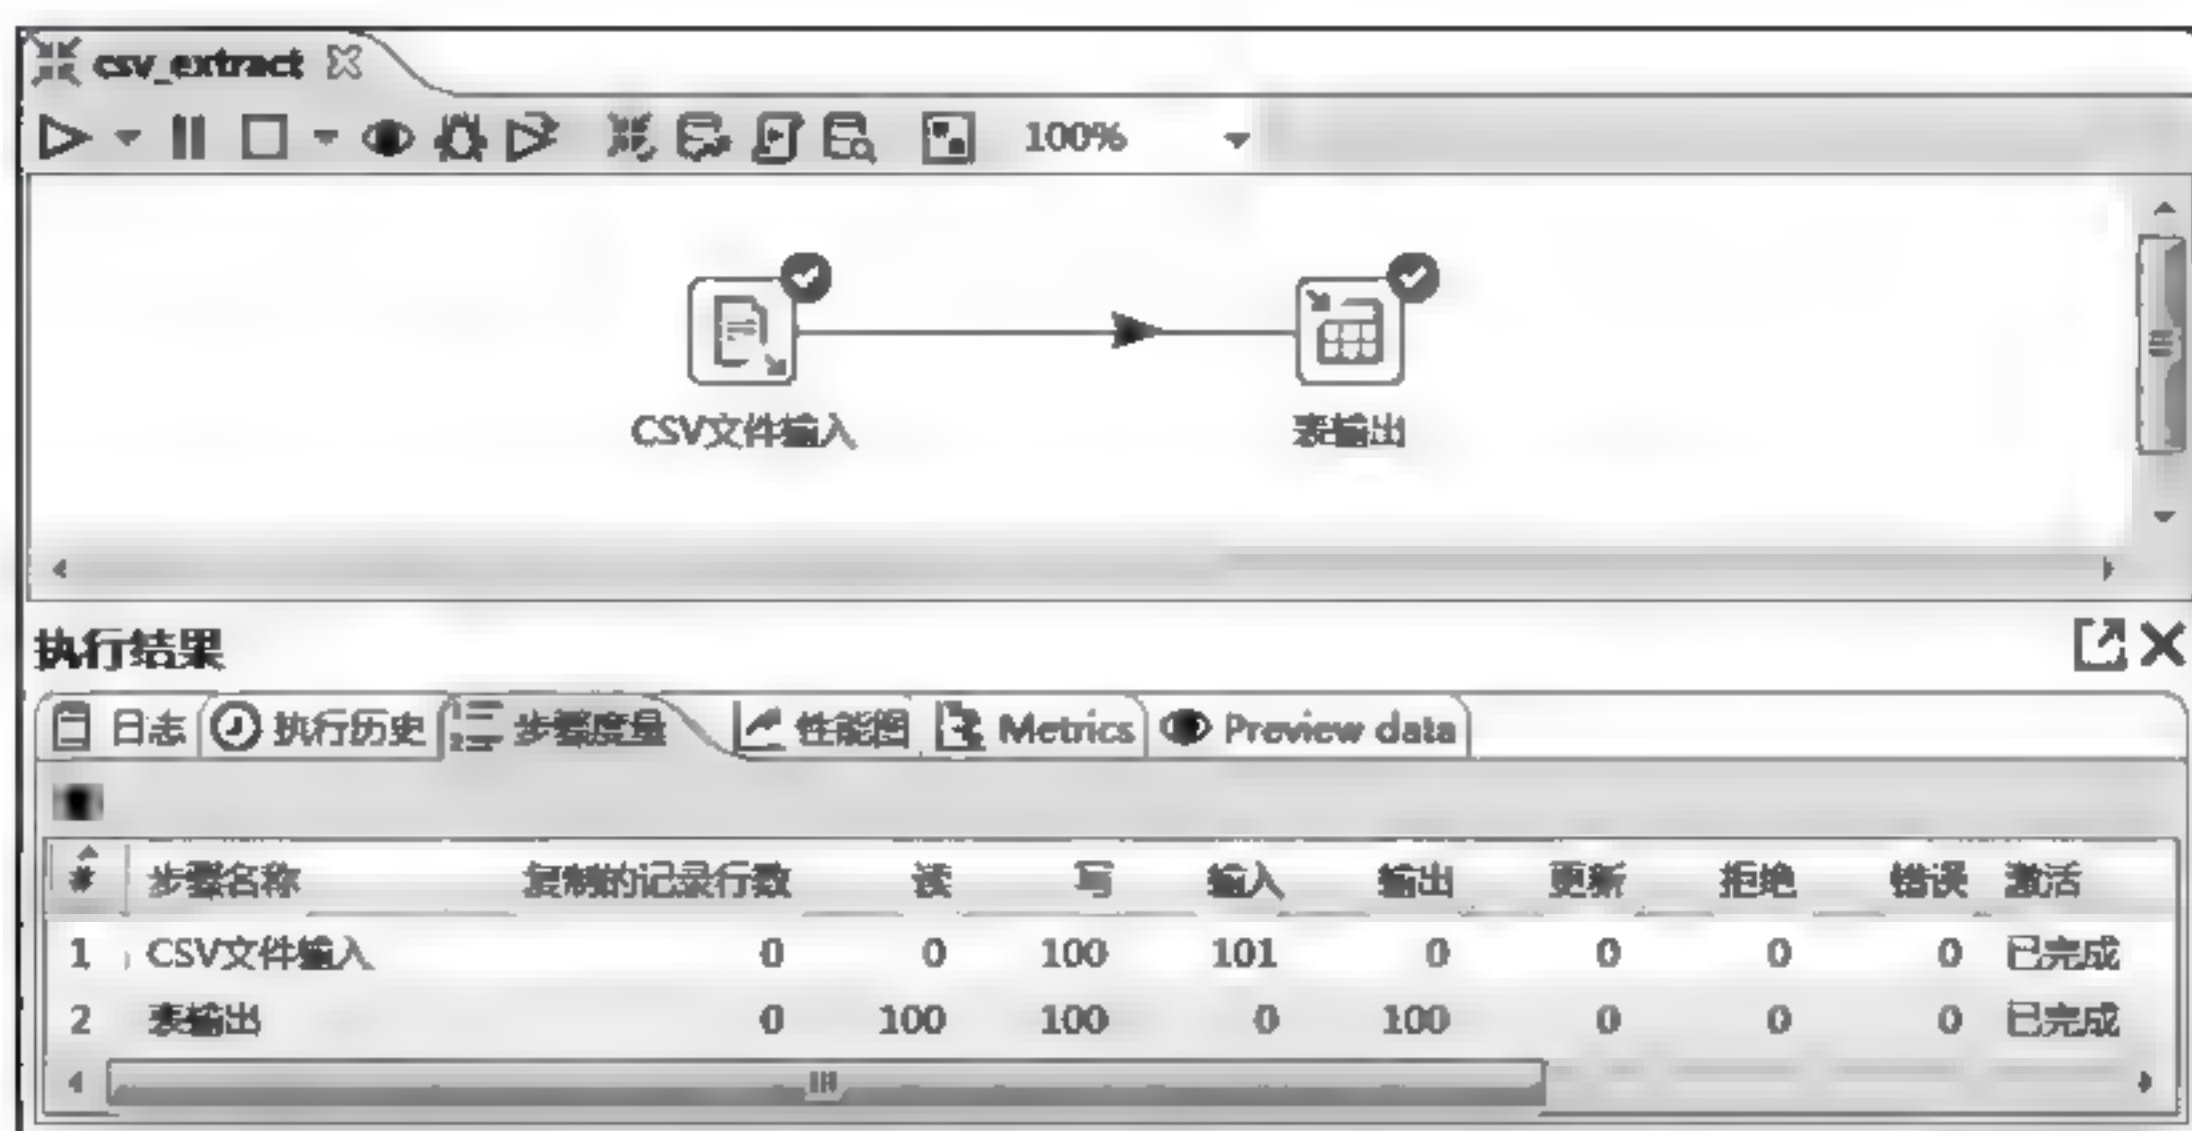 csv_extract
100%
CSV文件输入 表输出
执行结果
日志 执行历史 步骤度量 性能图 Metrics Preview data
# 步骤名称 复制的记录行数 读 写 输入 输出 更新 拒绝 错误 激活
1 CSV文件输入 0 0 100 101 0 0 0 0 已完成
2 表输出 0 100 100 0 100 0 0 0 已完成